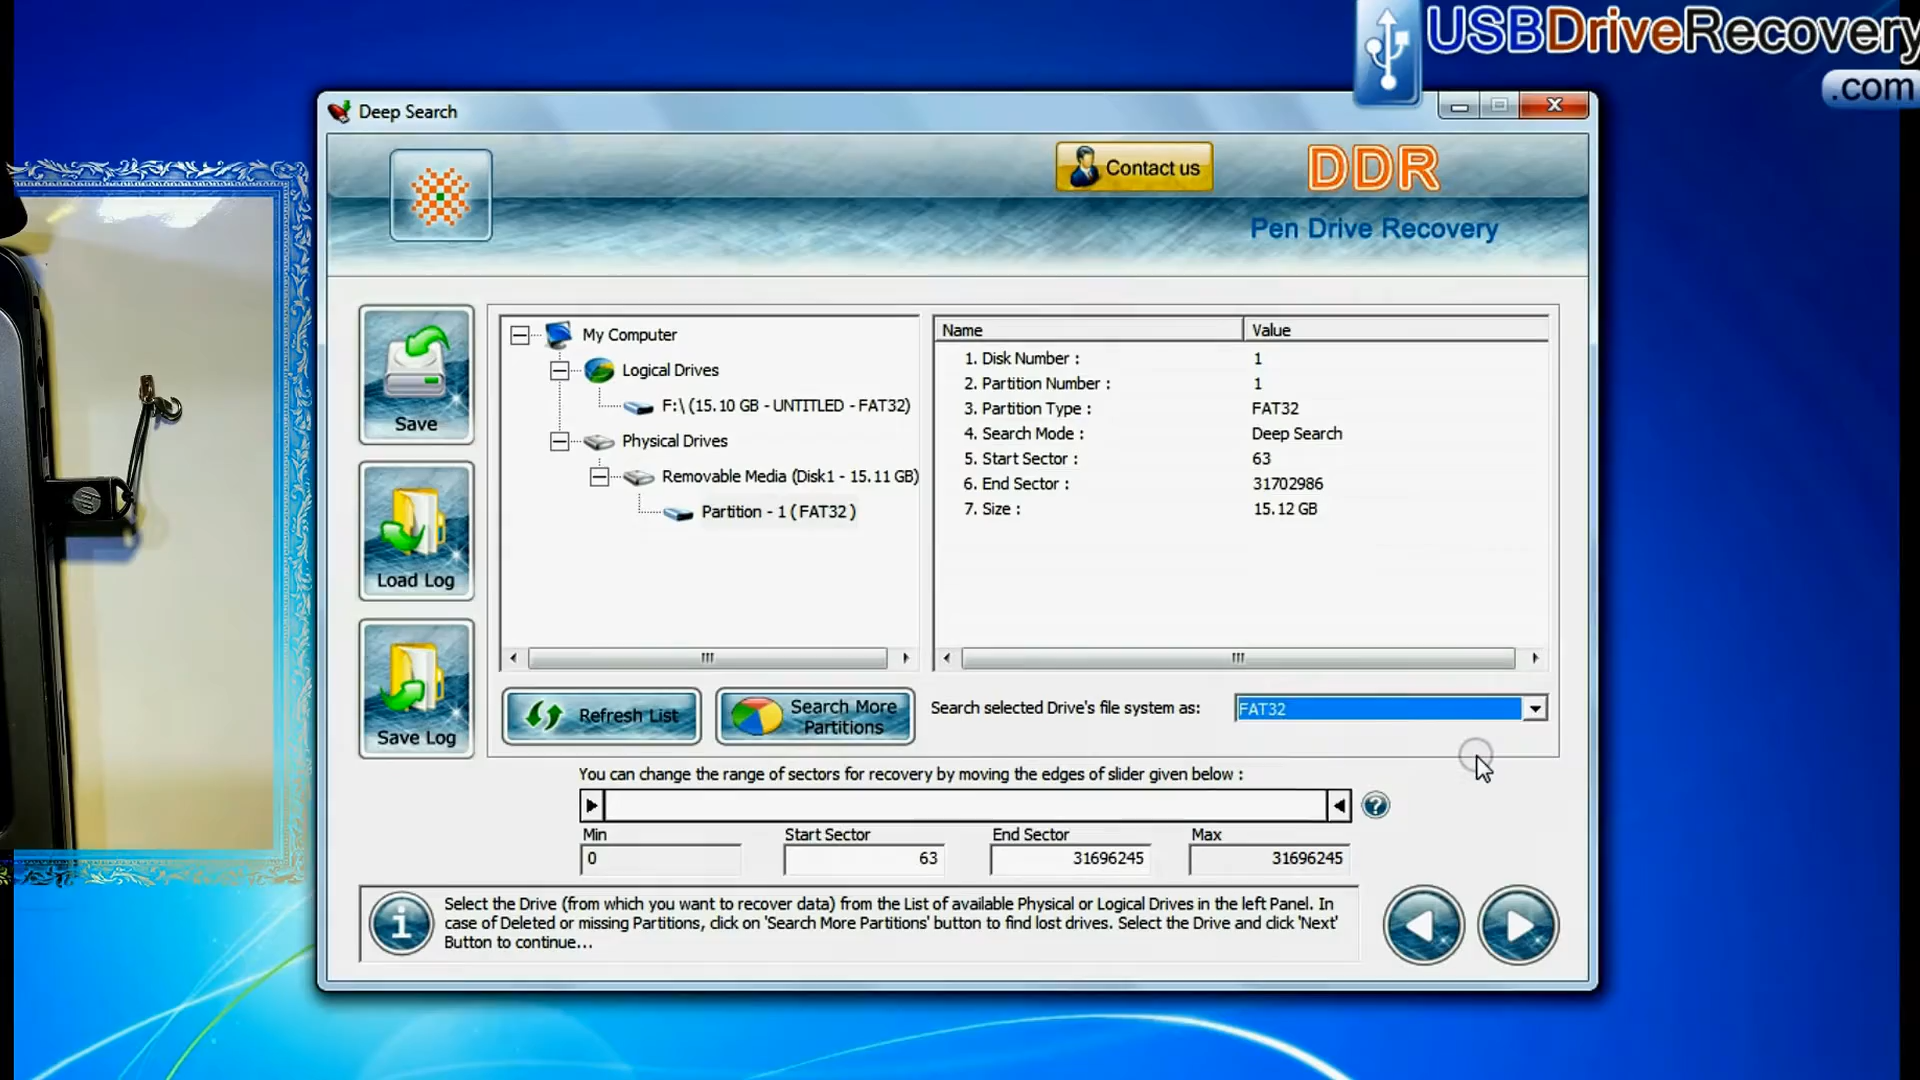 USBDriveRecovery
.com
Deep Search
Contact us
DDR
Pen Drive Recovery
Save
Load Log
Save Log
My Computer
Logical Drives
F:\ (15.10 GB - UNTITLED - FAT32)
Physical Drives
Removable Media (Disk1 - 15.11 GB)
Partition - 1 ( FAT32 )
Name Value
1. Disk Number : 1
2. Partition Number : 1
3. Partition Type : FAT32
4. Search Mode : Deep Search
5. Start Sector : 63
6. End Sector : 31702986
7. Size : 15.12 GB
Refresh List
Search More
Partitions
Search selected Drive's file system as: FAT32
You can change the range of sectors for recovery by moving the edges of slider given below :
Min Start Sector End Sector Max
0 63 31696245 31696245
Select the Drive (from which you want to recover data) from the List of available Physical or Logical Drives in the left Panel. In
case of Deleted or missing Partitions, click on 'Search More Partitions' button to find lost drives. Select the Drive and click 'Next'
Button to continue...